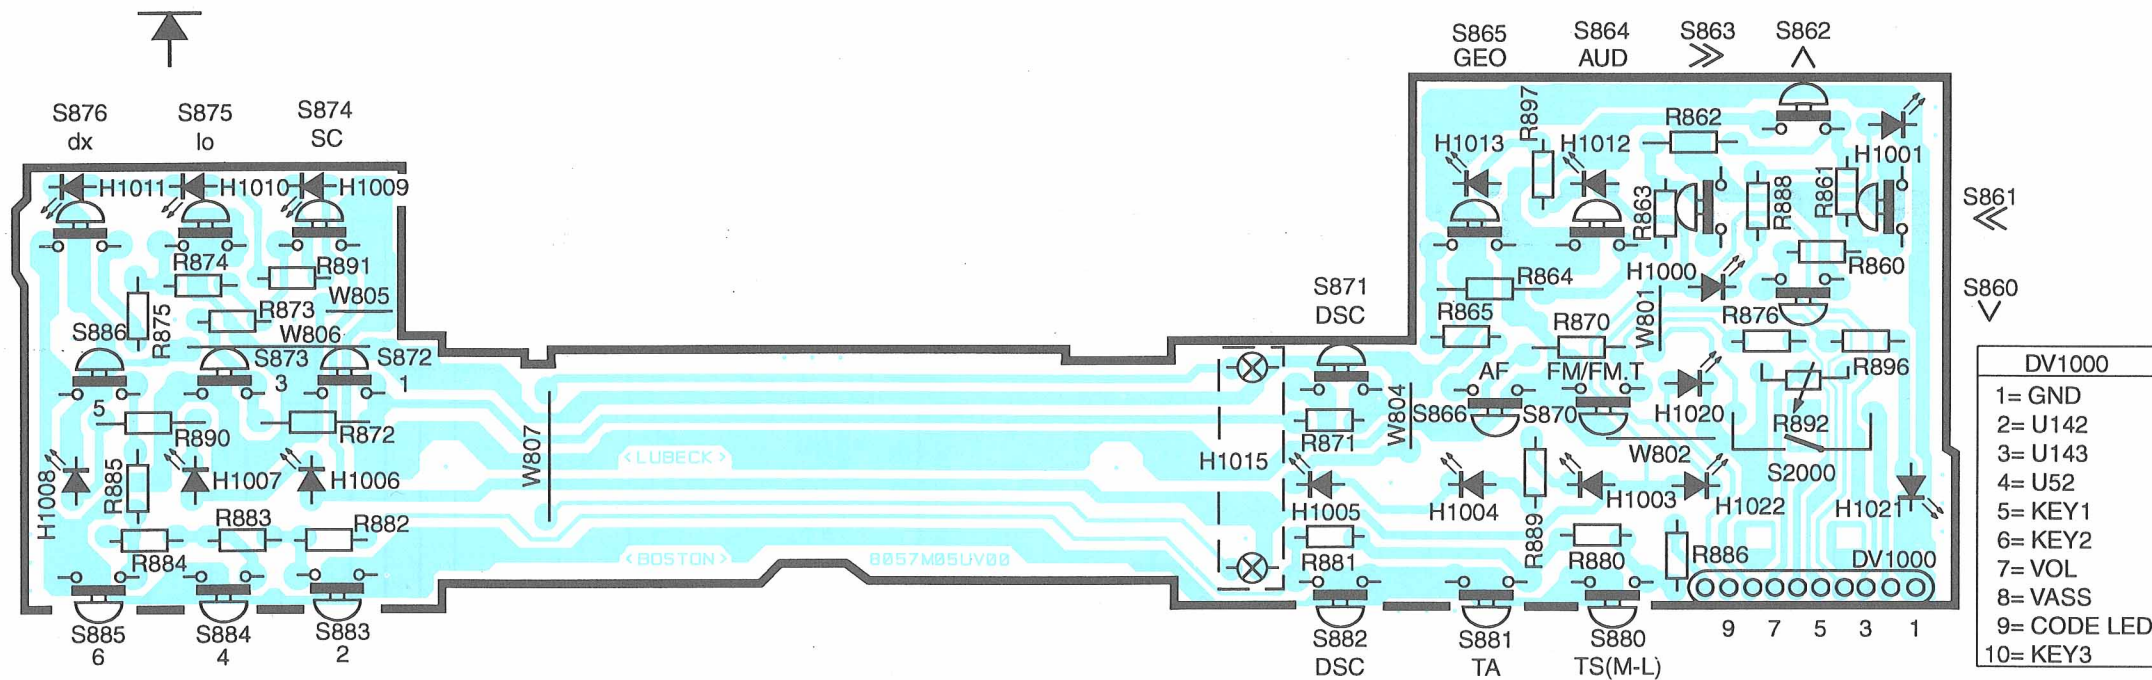 S865 S864 S863 S862
GEO AUD
S876 S875 S874
dx lo SC
R897
R862
H1013 H1012 H1001
H1011 H1010 H1009
R863 R888 R861
S861
R874 R891
R864 H1000 R860
W805
S871
DSC
S860
R875 R873 W806
R865 R870 W801 R876
S886 S873 S872
3 1
5
AF FM/FM.T R896
DV1000
1= GND
2= U142
3= U143
4= U52
5= KEY1
6= KEY2
7= VOL
8= VASS
9= CODE LED
10= KEY3
R890 R872
W807
W804 S866 S870 H1020
R871 R892
<LUBECK>
H1015 W802 S2000
H1008 R885 H1007 H1006
H1005 H1004 H1003 H1022 H1021
R883 R882
R884
R889
R881 R880 R886 DV1000
<BOSTON> 8057M05UV00
S885 S884 S883
6 4 2
S882 S881 S880
DSC TA TS(M-L)
9 7 5 3 1